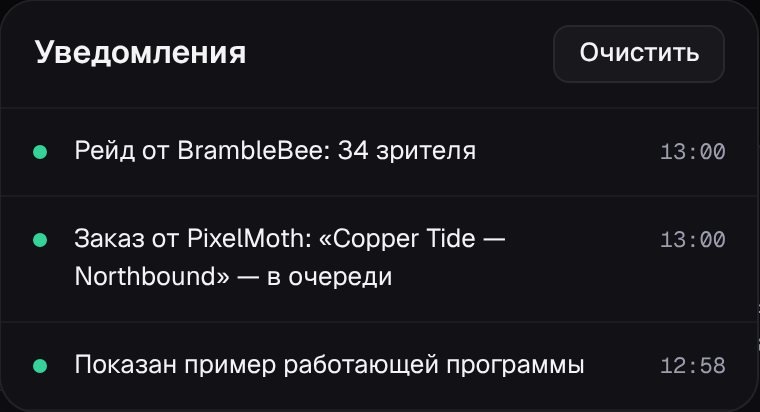 Уведомления
Очистить
Рейд от BrambleBee: 34 зрителя
13:00
Заказ от PixelMoth: «Copper Tide —
Northbound» — в очереди
13:00
Показан пример работающей программы
12:58